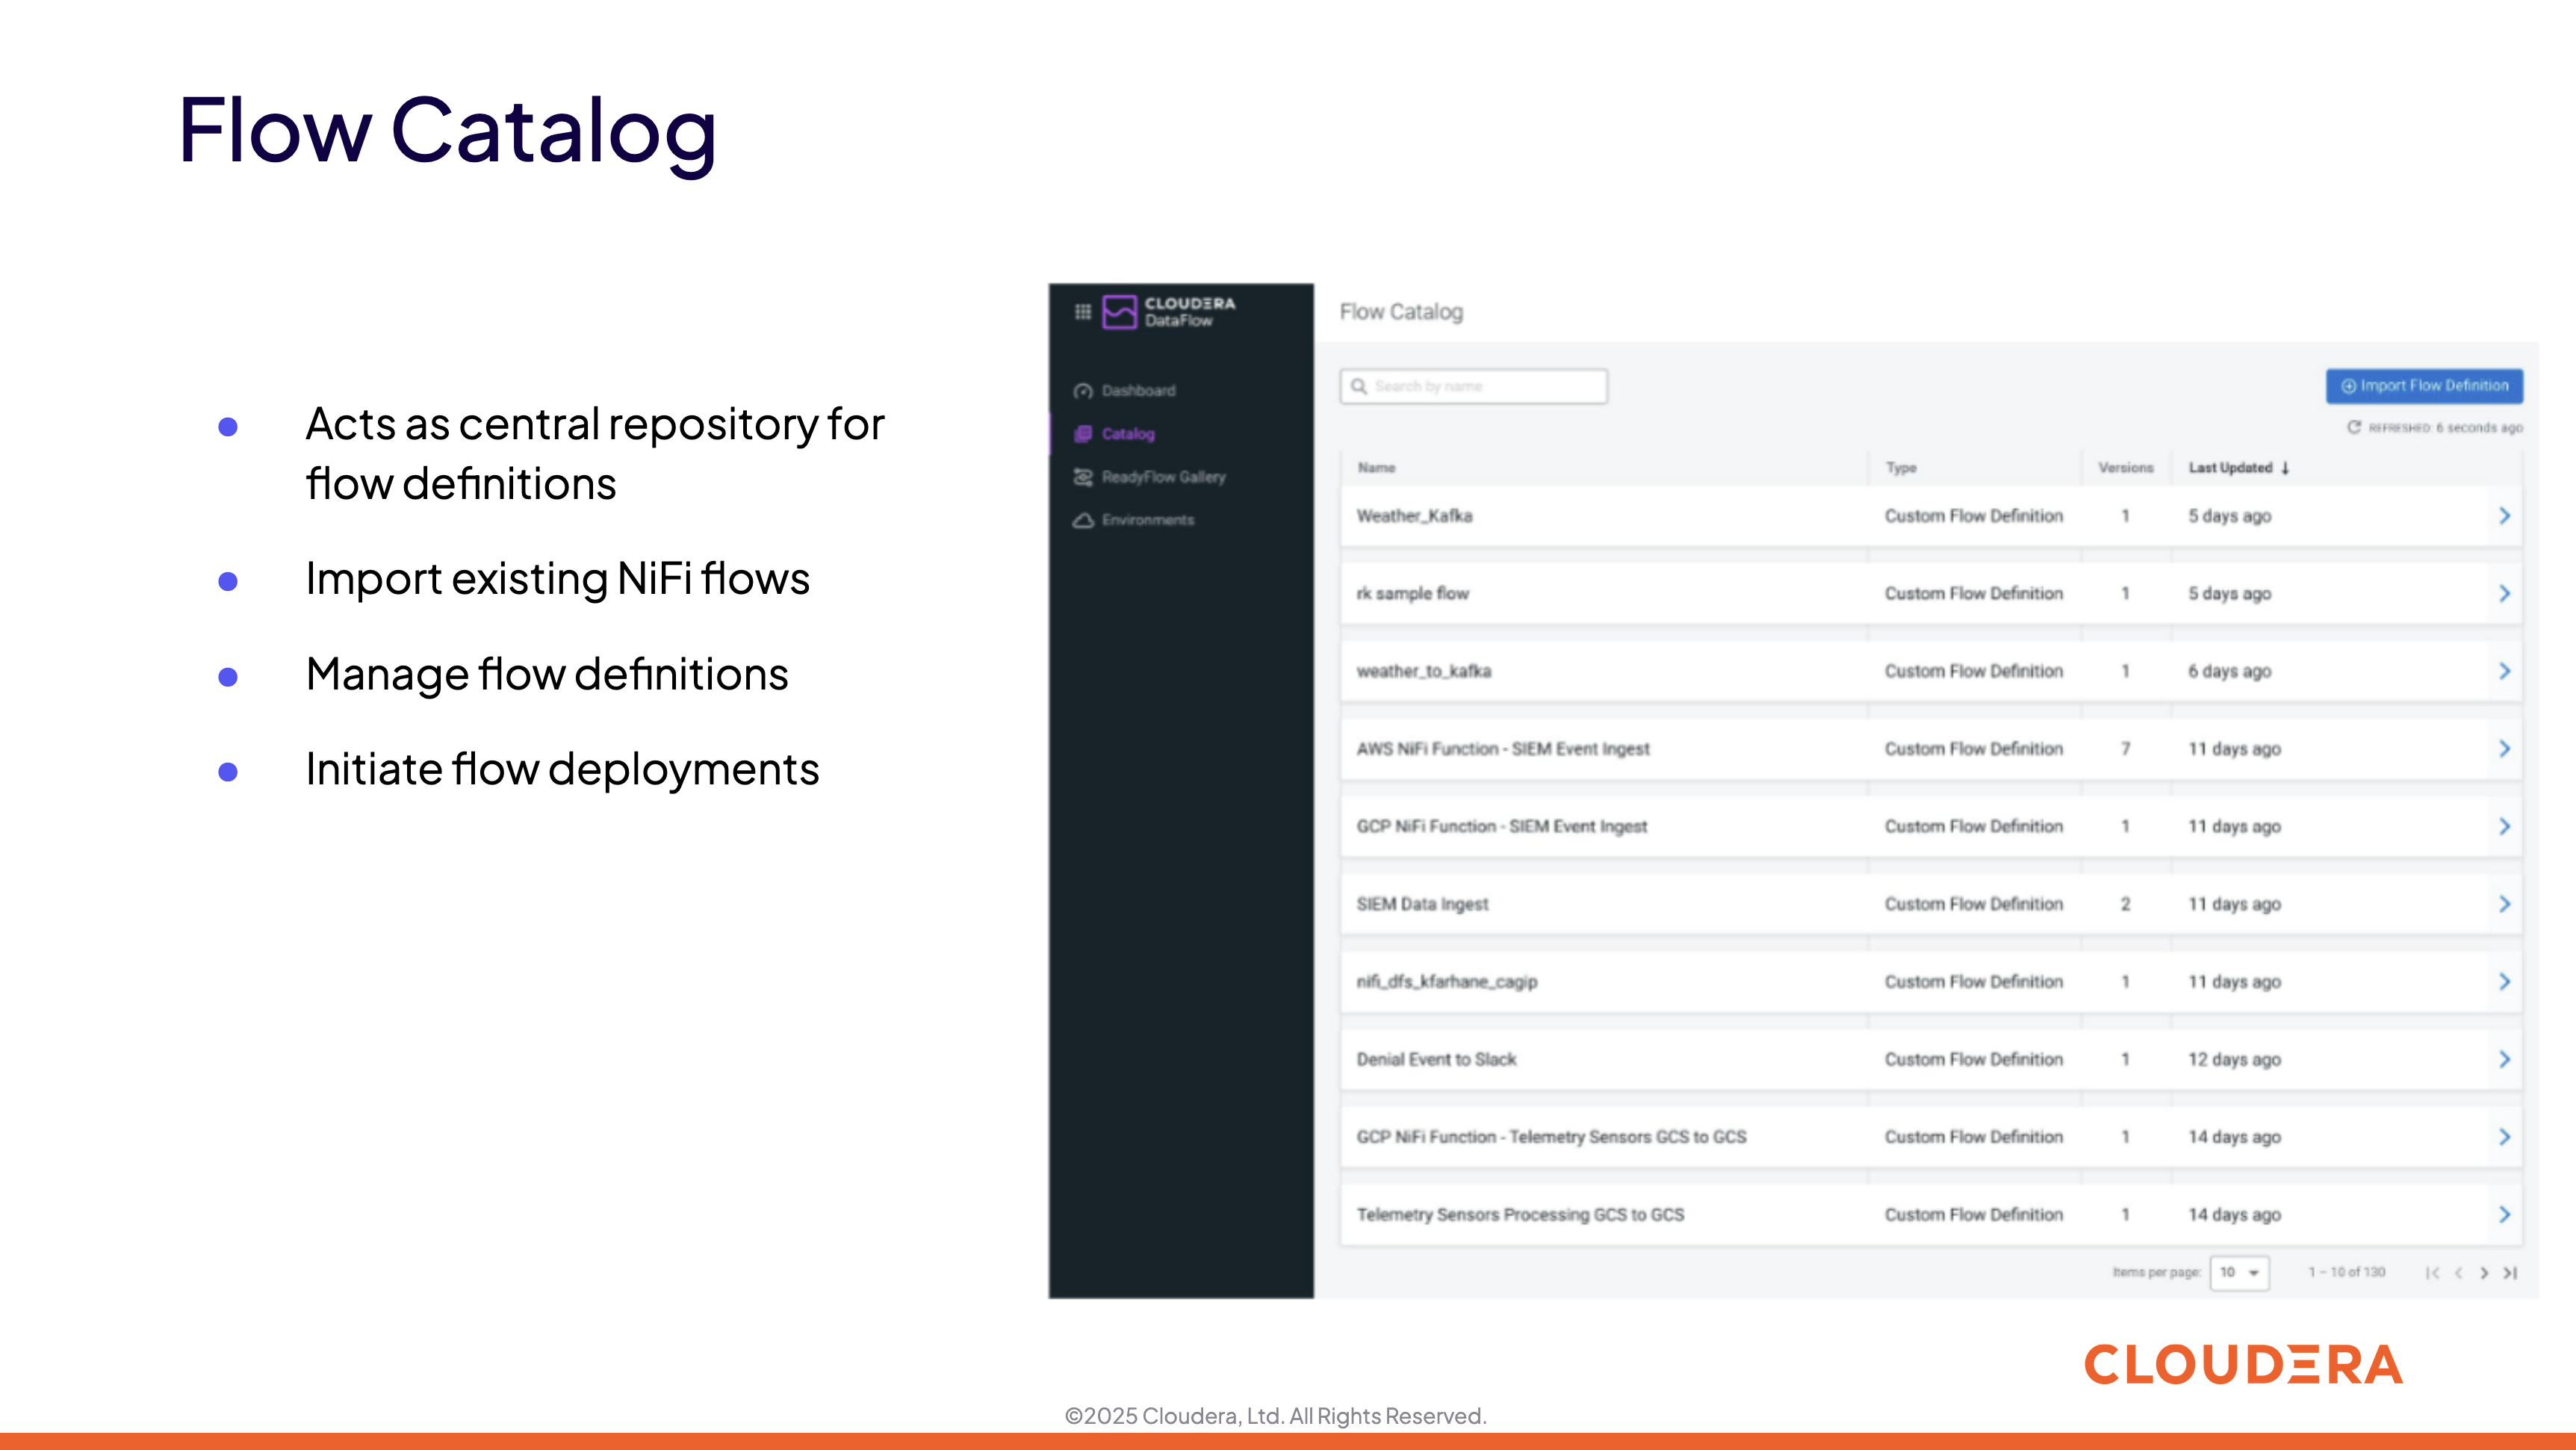 Flow Catalog
Acts as central repository for
flow definitions
Import existing NiFi flows
Manage flow definitions
Initiate flow deployments
CLOUDERA
DataFlow
Dashboard
Catalog
ReadyFlow Gallery
Environments
Flow Catalog
Search by name
Import Flow Definition
REFRESHED: 6 seconds ago
Name Type Versions Last Updated
Weather_Kafka Custom Flow Definition 1 5 days ago
rk sample flow Custom Flow Definition 1 5 days ago
weather_to_kafka Custom Flow Definition 1 6 days ago
AWS NiFi Function - SIEM Event Ingest Custom Flow Definition 7 11 days ago
GCP NiFi Function - SIEM Event Ingest Custom Flow Definition 1 11 days ago
SIEM Data Ingest Custom Flow Definition 2 11 days ago
nifi_dfs_kfarhane_cagip Custom Flow Definition 1 11 days ago
Denial Event to Slack Custom Flow Definition 1 12 days ago
GCP NiFi Function - Telemetry Sensors GCS to GCS Custom Flow Definition 1 14 days ago
Telemetry Sensors Processing GCS to GCS Custom Flow Definition 1 14 days ago
Items per page: 10 1 – 10 of 130
CLOUDERA
©2025 Cloudera, Ltd. All Rights Reserved.